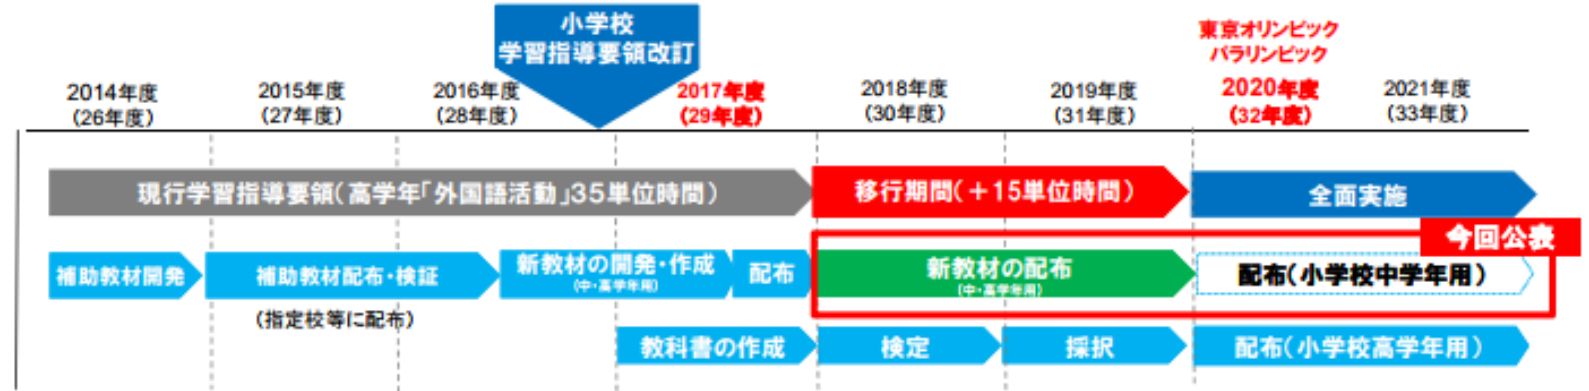 小学校
学習指導要領改訂
東京オリンピック
パラリンピック
2014年度
(26年度)
2015年度
(27年度)
2016年度
(28年度)
2017年度
(29年度)
2018年度
(30年度)
2019年度
(31年度)
2020年度
(32年度)
2021年度
(33年度)
現行学習指導要領(高学年「外国語活動」35単位時間)
移行期間(+15単位時間)
全面実施
今回公表
補助教材開発
補助教材配布・検証
(指定校等に配布)
新教材の開発・作成
(中・高学年用)
配布
新教材の配布
(中・高学年用)
配布(小学校中学年用)
教科書の作成
検定
採択
配布(小学校高学年用)